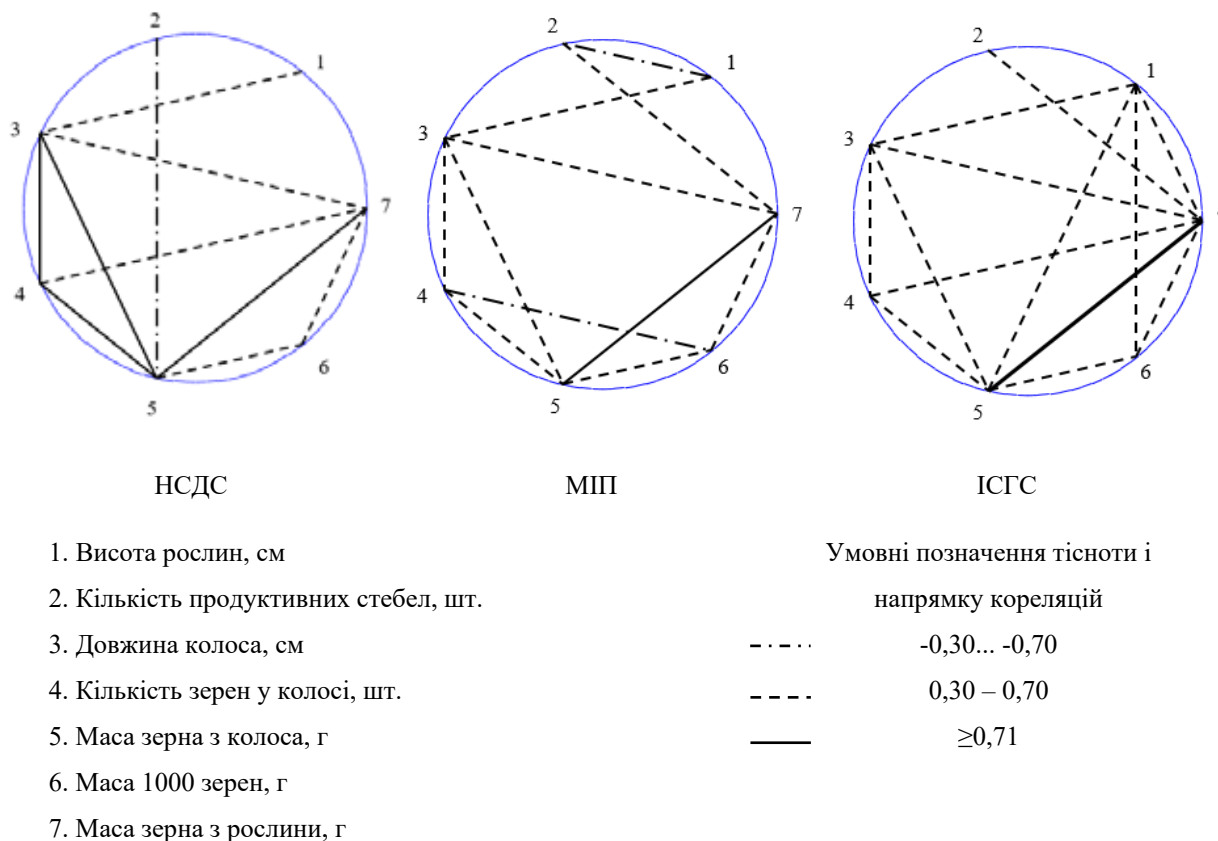 2
1
3
7
4
6
5
2
1
3
7
4
6
5
2
1
3
4
6
5
НСДС
МІП
ІСГС
1. Висота рослин, см
2. Кількість продуктивних стебел, шт.
3. Довжина колоса, см
4. Кількість зерен у колосі, шт.
5. Маса зерна з колоса, г
6. Маса 1000 зерен, г
7. Маса зерна з рослини, г
Умовні позначення тісноти і
напрямку кореляцій
-0,30... -0,70
0,30 – 0,70
≥0,71